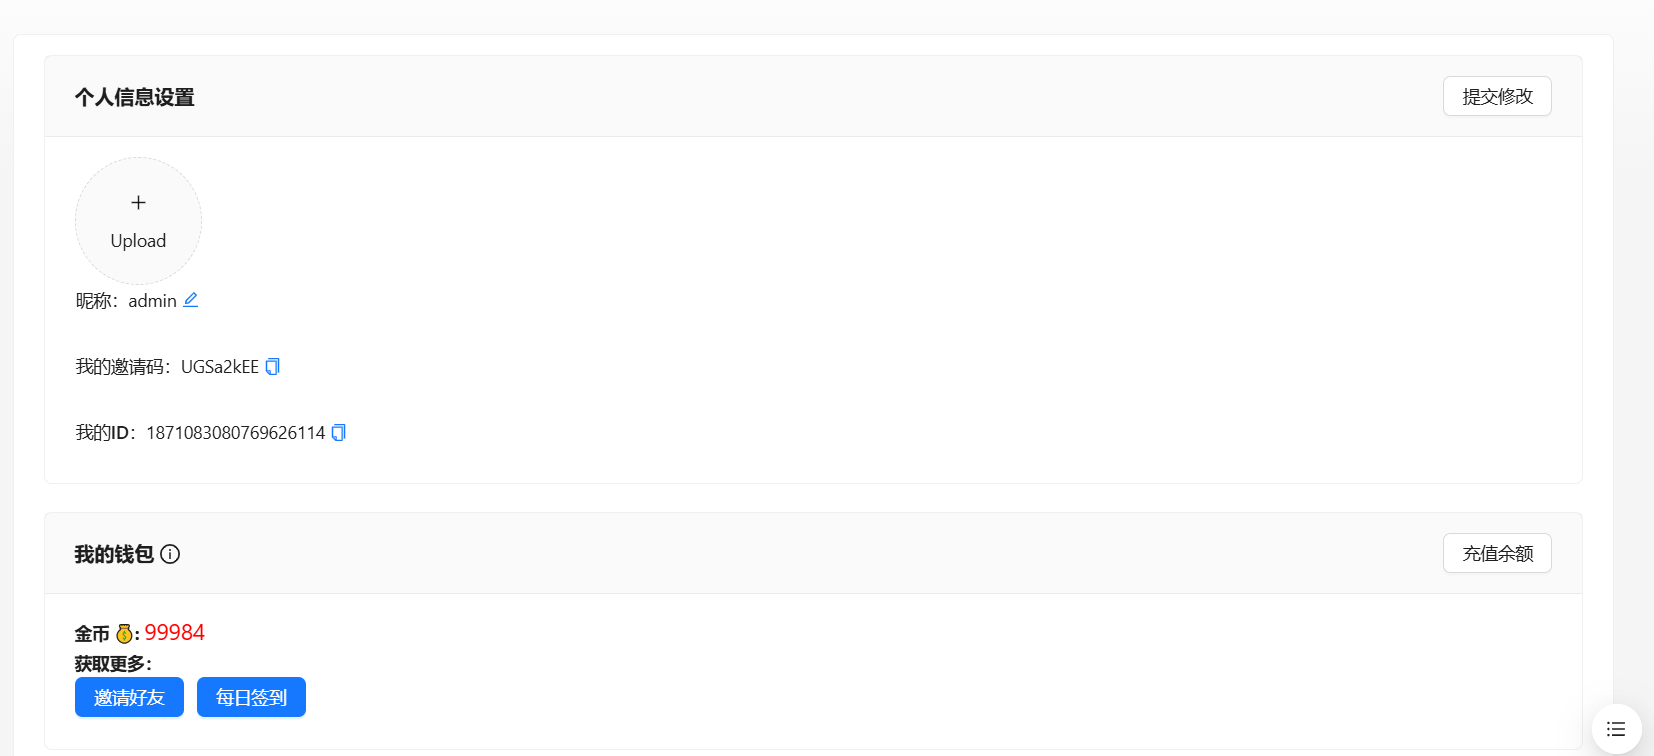 个人信息设置
提交修改
Upload
昵称：admin
我的邀请码：UGSa2kEE
我的ID：1871083080769626114
我的钱包
充值余额
金币 : 99984
获取更多：
邀请好友
每日签到